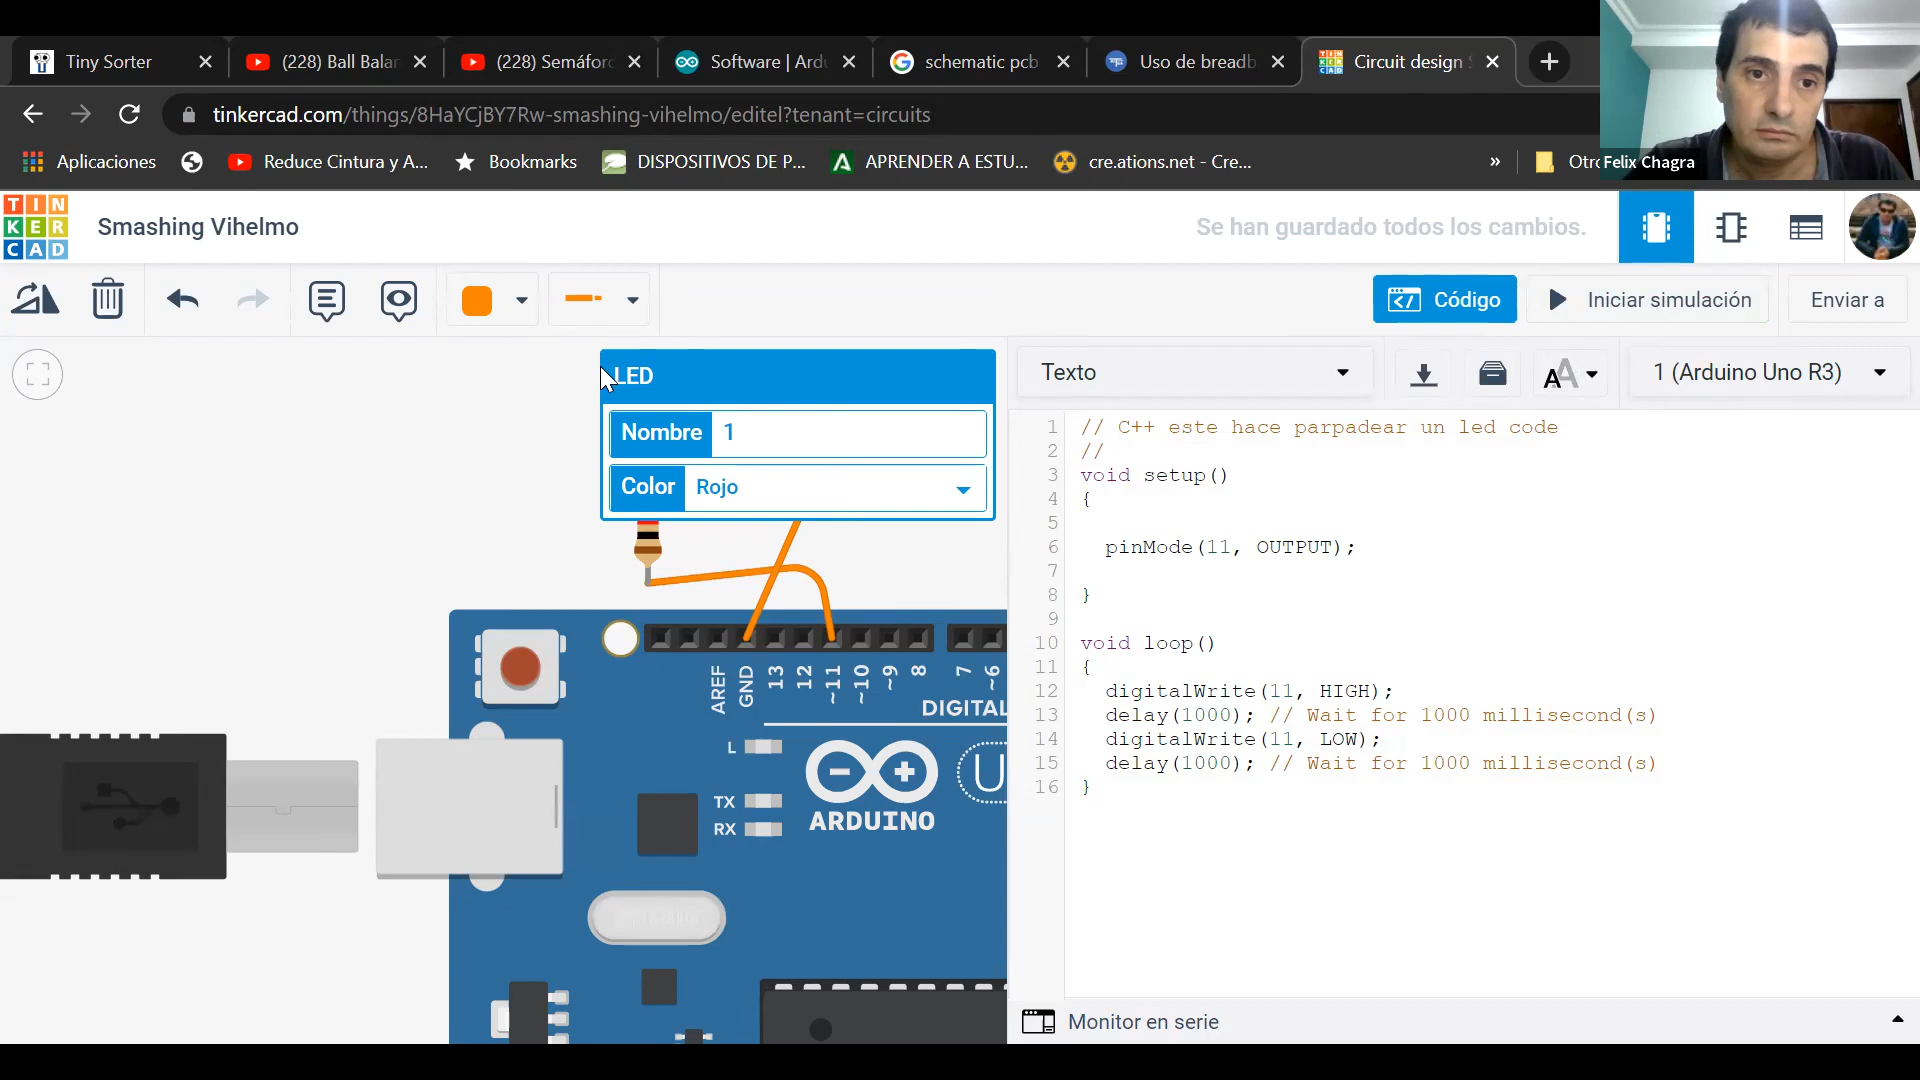 Tiny Sorter
(228) Ball Balan
(228) Semáforo
Software | Ardu
schematic pcb
Uso de breadb
Circuit design S
tinkercad.com/things/8HaYCjBY7Rw-smashing-vihelmo/editel?tenant=circuits
Aplicaciones
Reduce Cintura y A...
Bookmarks
DISPOSITIVOS DE P...
APRENDER A ESTU...
cre.ations.net - Cre...
»
Otro
Felix Chagra
TIN
KER
CAD
Smashing Vihelmo
Se han guardado todos los cambios.
Código
Iniciar simulación
Enviar a
LED
Nombre 1
Color Rojo
Texto
1 (Arduino Uno R3)
1 // C++ este hace parpadear un led code
2 //
3 void setup()
4 {
5
6 pinMode(11, OUTPUT);
7
8 }
9
10 void loop()
11 {
12 digitalWrite(11, HIGH);
13 delay(1000); // Wait for 1000 millisecond(s)
14 digitalWrite(11, LOW);
15 delay(1000); // Wait for 1000 millisecond(s)
16 }
AREF
GND
13
12
~11
~10
~9
8
7
~6
DIGITAL
L
TX
RX
U
ARDUINO
Monitor en serie